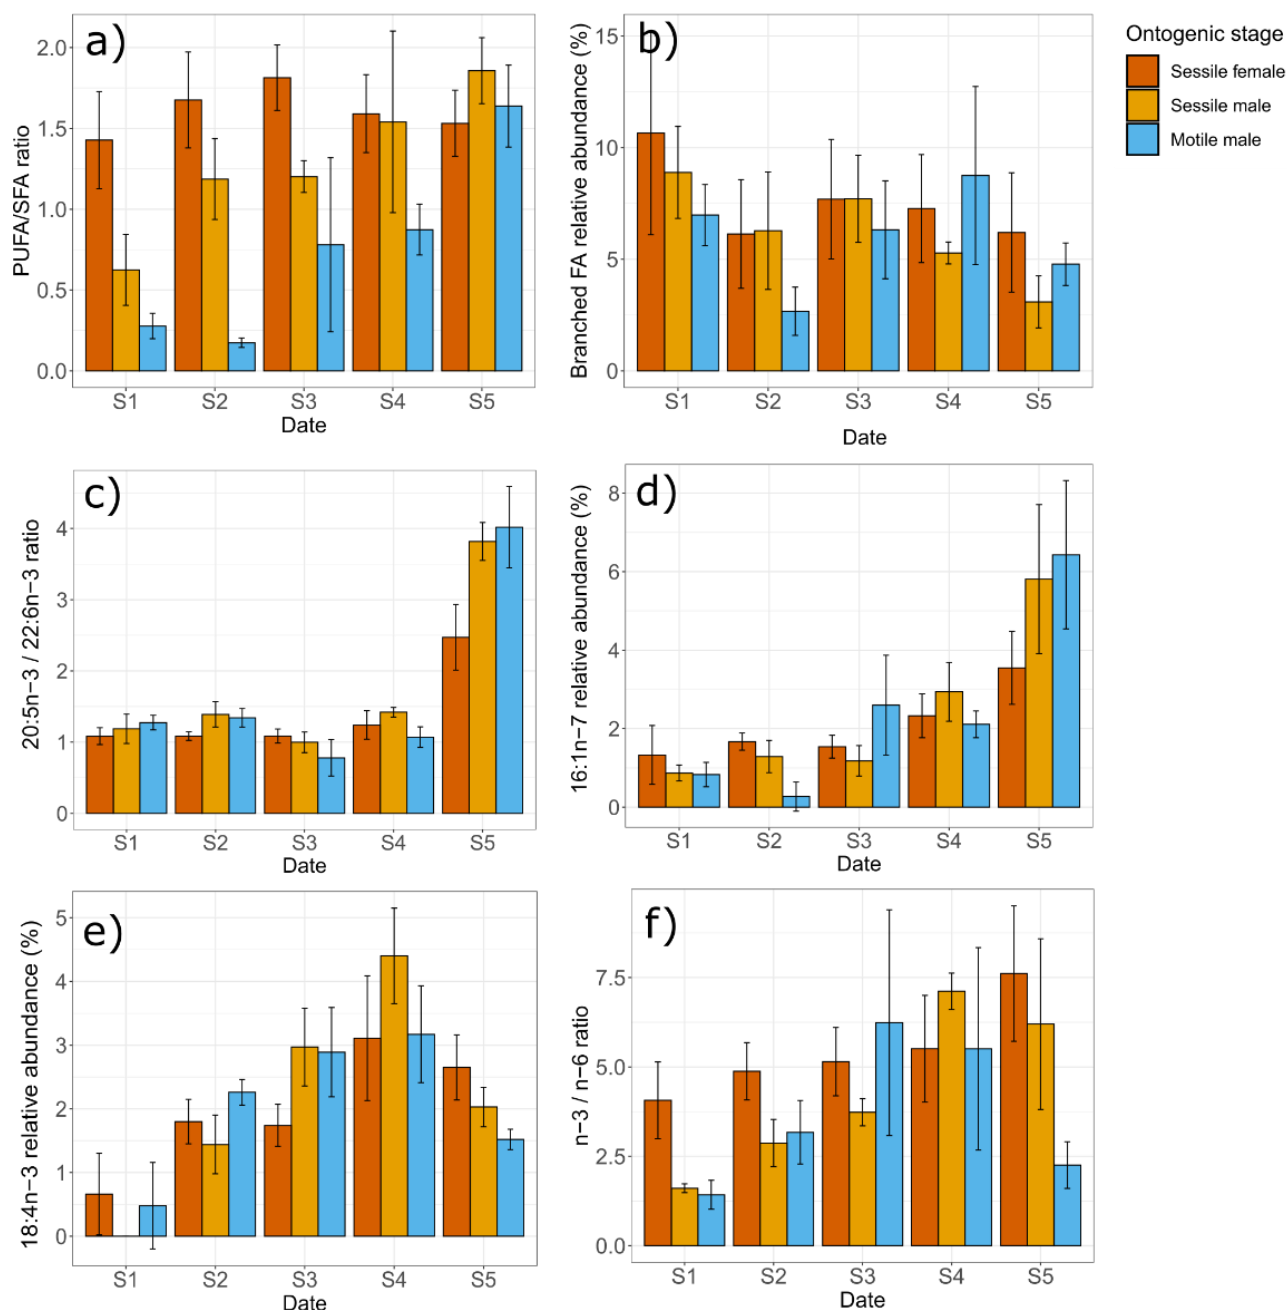 a)
PUFA/SFA ratio
2.0
1.5
1.0
0.5
0.0
S1 S2 S3 S4 S5
Date
b)
Branched FA relative abundance (%)
15
10
5
0
S1 S2 S3 S4 S5
Date
Ontogenic stage
Sessile female
Sessile male
Motile male
c)
20:5n−3 / 22:6n−3 ratio
4
3
2
1
0
S1 S2 S3 S4 S5
Date
d)
16:1n−7 relative abundance (%)
8
6
4
2
0
S1 S2 S3 S4 S5
Date
e)
18:4n−3 relative abundance (%)
5
4
3
2
1
0
S1 S2 S3 S4 S5
Date
f)
n−3 / n−6 ratio
7.5
5.0
2.5
0.0
S1 S2 S3 S4 S5
Date